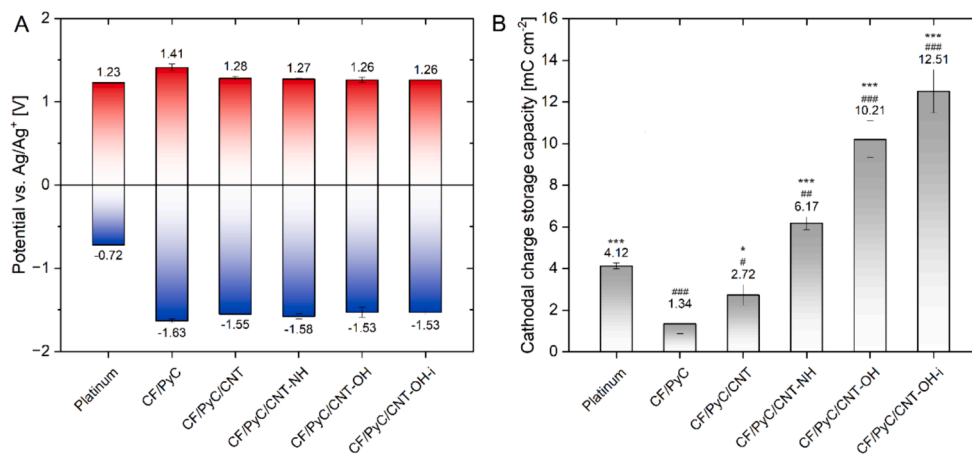 A
Potential vs. Ag/Ag⁺ [V]
2
1
0
−1
−2
1.23
1.41
1.28
1.27
1.26
1.26
-0.72
-1.63
-1.55
-1.58
-1.53
-1.53
Platinum
CF/PyC
CF/PyC/CNT
CF/PyC/CNT-NH
CF/PyC/CNT-OH
CF/PyC/CNT-OH-i
B
Cathodal charge storage capacity [mC cm⁻²]
16
14
12
10
8
6
4
2
0
***
4.12
###
1.34
*
#
2.72
***
##
6.17
***
###
10.21
***
###
12.51
Platinum
CF/PyC
CF/PyC/CNT
CF/PyC/CNT-NH
CF/PyC/CNT-OH
CF/PyC/CNT-OH-i